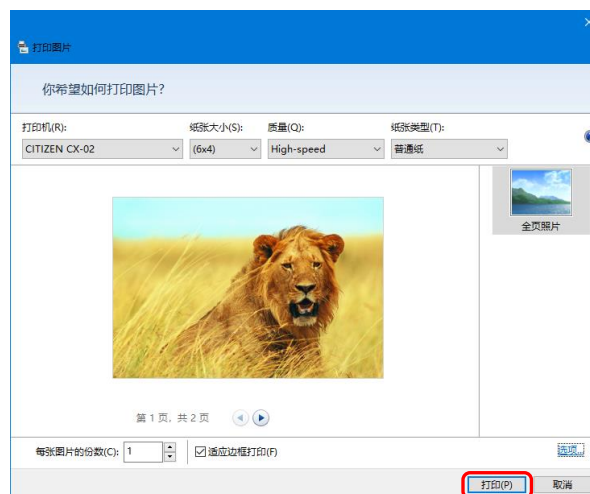 打印图片
你希望如何打印图片?
打印机(R): 纸张大小(S): 质量(Q): 纸张类型(T):
CITIZEN CX-02 (6x4) High-speed 普通纸
全页照片
第 1 页，共 2 页
每张图片的份数(C): 1 适应边框打印(F) 选项...
打印(P) 取消